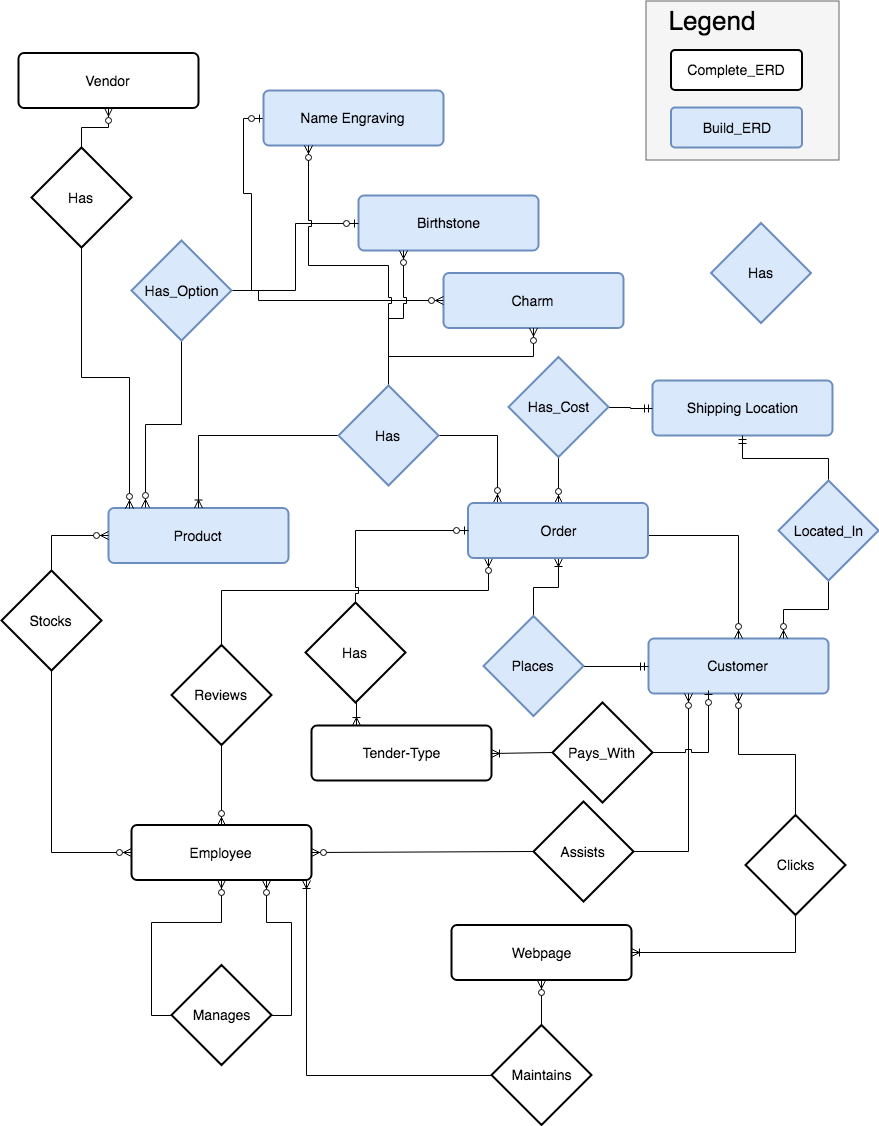 Legend
Complete_ERD
Build_ERD
Vendor
Name Engraving
Has
Birthstone
Has_Option
Has
Charm
Has_Cost
Shipping Location
Has
Product
Order
Located_In
Stocks
Has
Places
Customer
Reviews
Tender-Type
Pays_With
Employee
Assists
Clicks
Webpage
Manages
Maintains